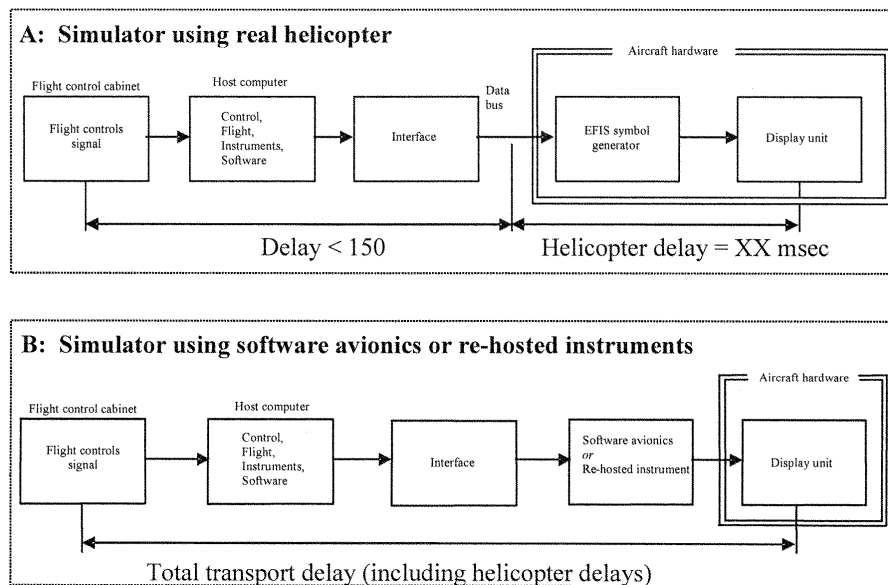 A: Simulator using real helicopter
Aircraft hardware
Flight control cabinet
Host computer
Data
bus
Flight controls
signal
Control,
Flight,
Instruments,
Software
Interface
EFIS symbol
generator
Display unit
Delay < 150
Helicopter delay = XX msec
B: Simulator using software avionics or re-hosted instruments
Aircraft hardware
Flight control cabinet
Host computer
Flight controls
signal
Control,
Flight,
Instruments,
Software
Interface
Software avionics
or
Re-hosted instrument
Display unit
Total transport delay (including helicopter delays)